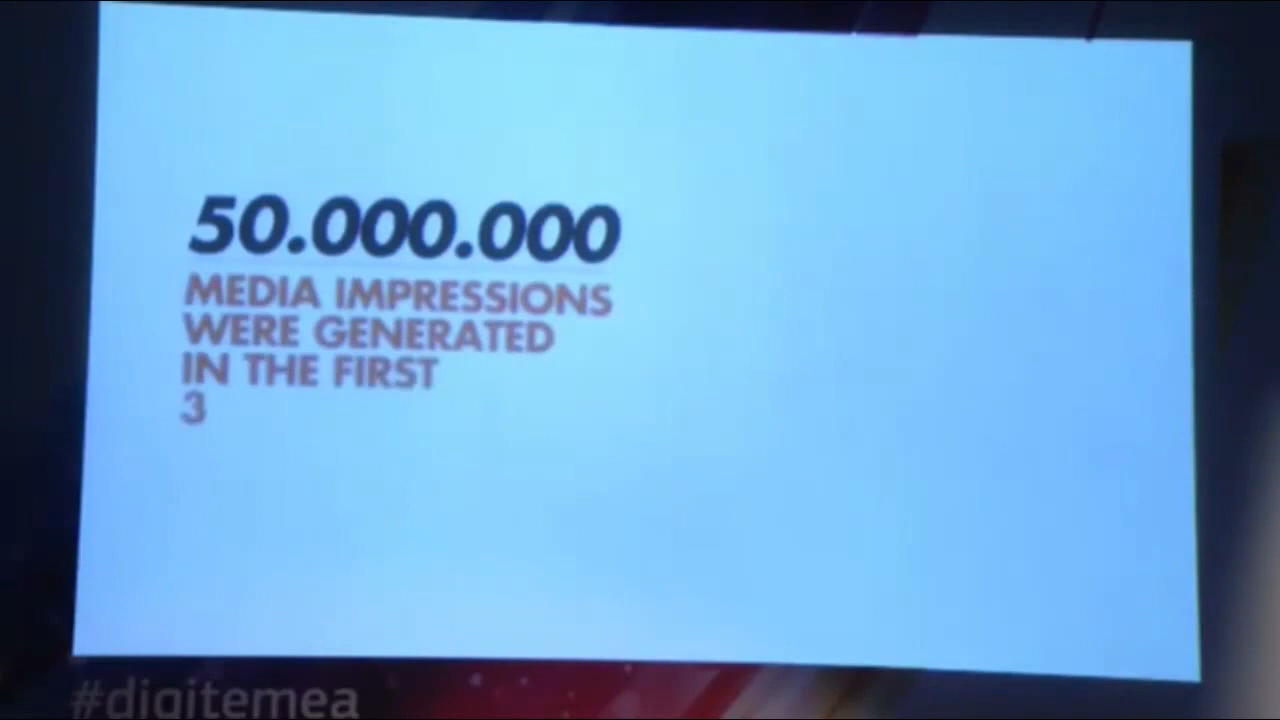 50.000.000
MEDIA IMPRESSIONS
WERE GENERATED
IN THE FIRST
3
#digitemea